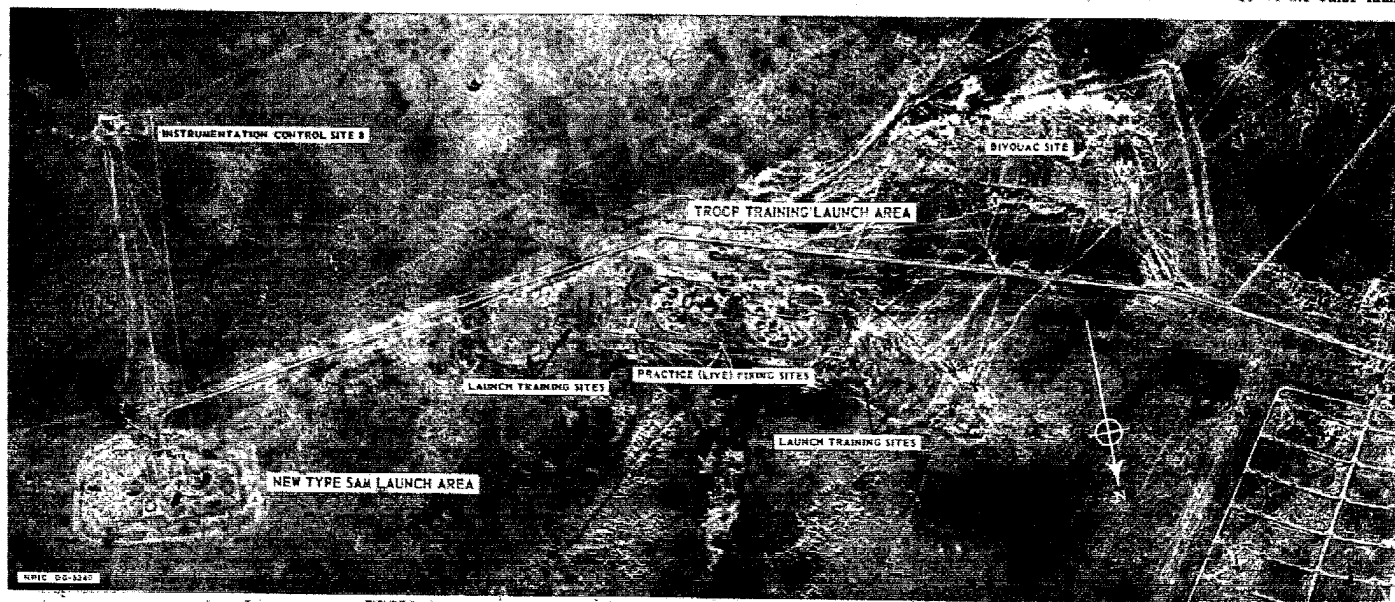 INSTRUMENTATION CONTROL SITE 8
BIVOUAC SITE
TROOP TRAINING LAUNCH AREA
LAUNCH TRAINING SITES
PRACTICE (LIVE) FIRING SITES
LAUNCH TRAINING SITES
NEW TYPE SAM LAUNCH AREA
N
NPIC